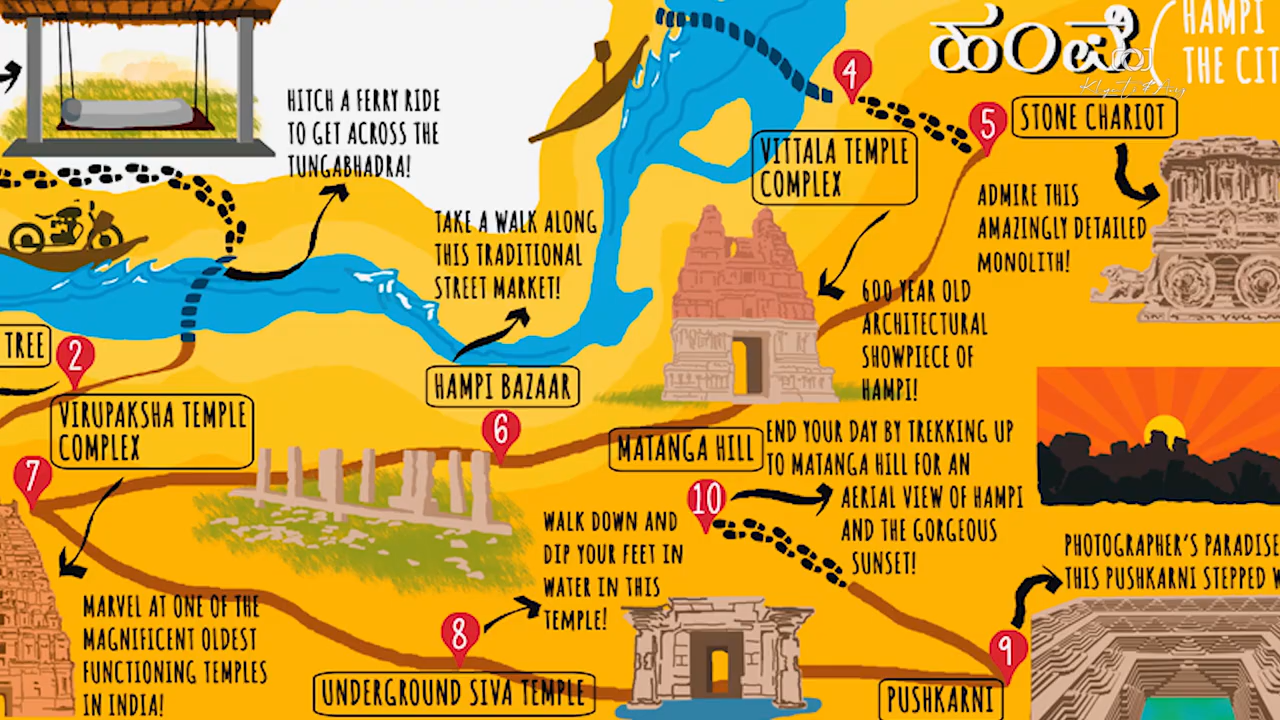 ಹಂಪೆ
HAMPI
THE CIT
HITCH A FERRY RIDE
TO GET ACROSS THE
TUNGABHADRA!
TAKE A WALK ALONG
THIS TRADITIONAL
STREET MARKET!
4
5
STONE CHARIOT
VITTALA TEMPLE
COMPLEX
ADMIRE THIS
AMAZINGLY DETAILED
MONOLITH!
600 YEAR OLD
ARCHITECTURAL
SHOWPIECE OF
HAMPI!
TREE
2
VIRUPAKSHA TEMPLE
COMPLEX
HAMPI BAZAAR
6
7
MATANGA HILL
END YOUR DAY BY TREKKING UP
TO MATANGA HILL FOR AN
AERIAL VIEW OF HAMPI
AND THE GORGEOUS
SUNSET!
10
WALK DOWN AND
DIP YOUR FEET IN
WATER IN THIS
TEMPLE!
PHOTOGRAPHER'S PARADISE
THIS PUSHKARNI STEPPED W
MARVEL AT ONE OF THE
MAGNIFICENT OLDEST
FUNCTIONING TEMPLES
IN INDIA!
8
UNDERGROUND SIVA TEMPLE
9
PUSHKARNI